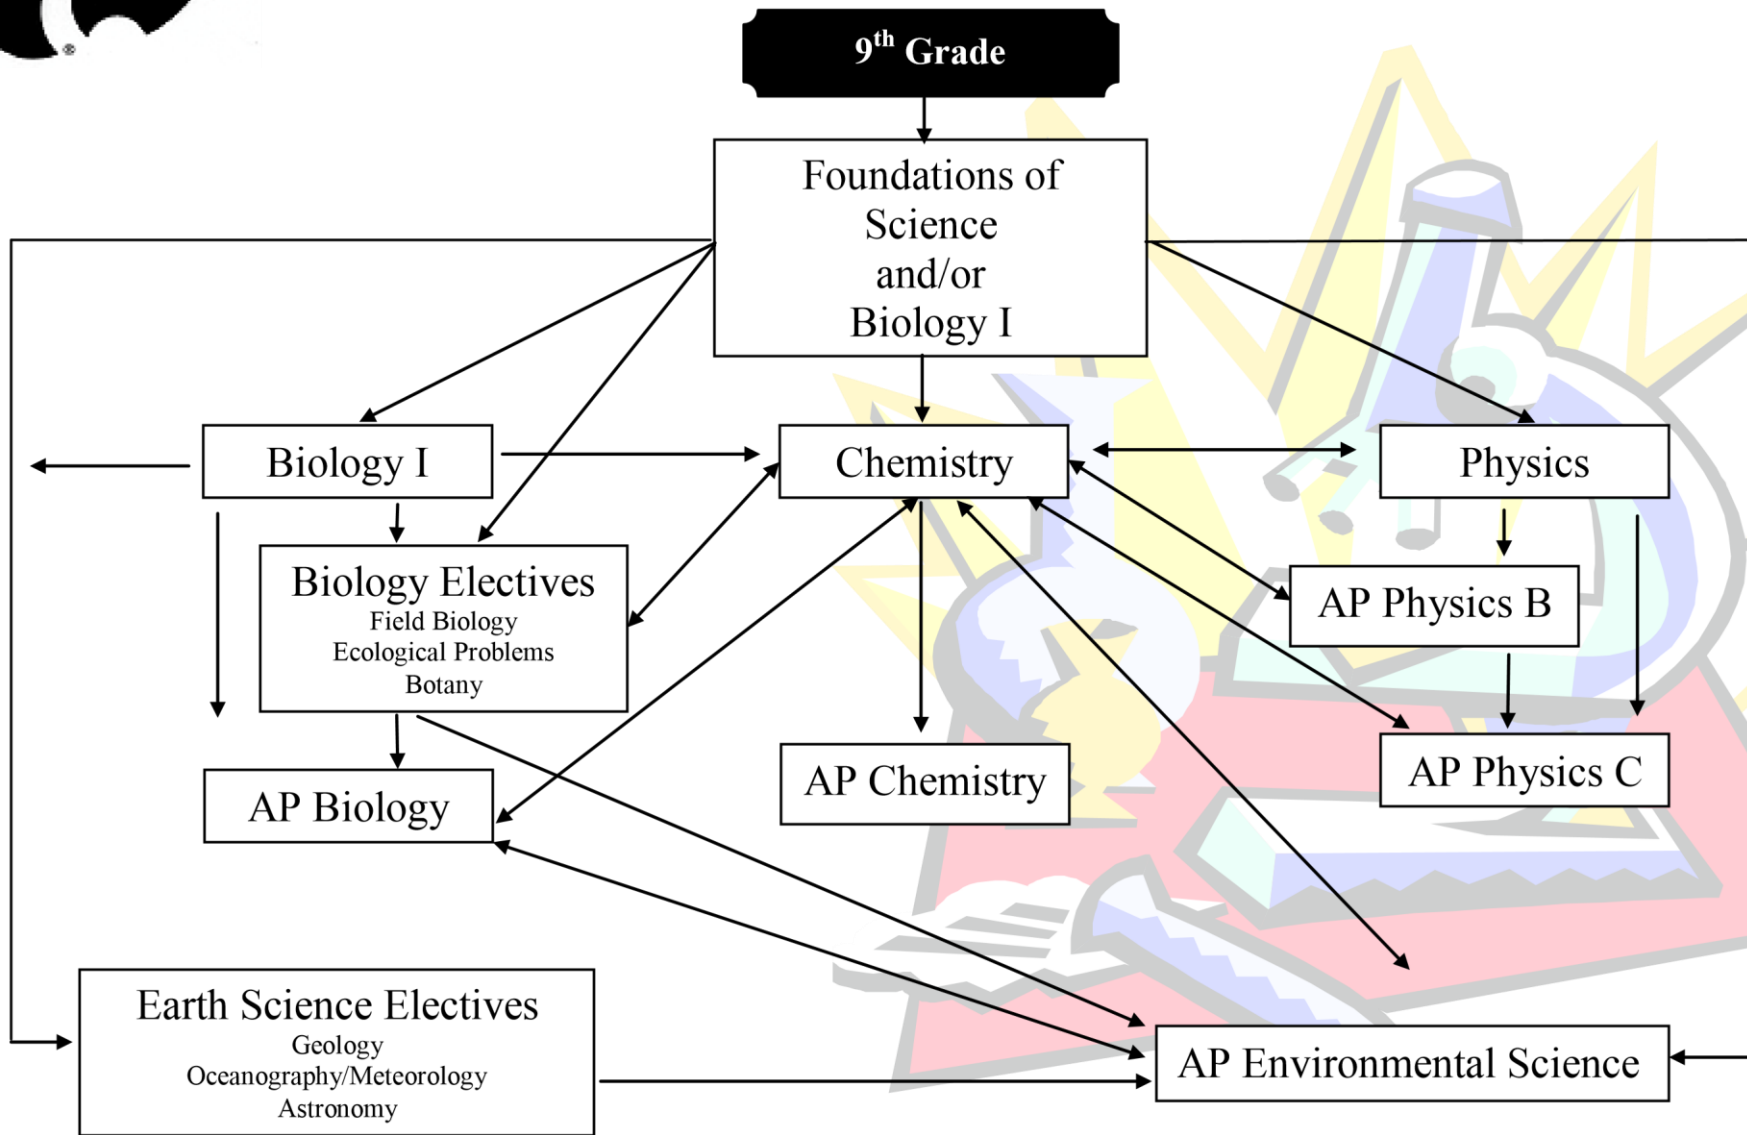 ®
9th Grade
Foundations of
Science
and/or
Biology I
Biology I
Chemistry
Physics
Biology Electives
Field Biology
Ecological Problems
Botany
AP Physics B
AP Biology
AP Chemistry
AP Physics C
Earth Science Electives
Geology
Oceanography/Meteorology
Astronomy
AP Environmental Science